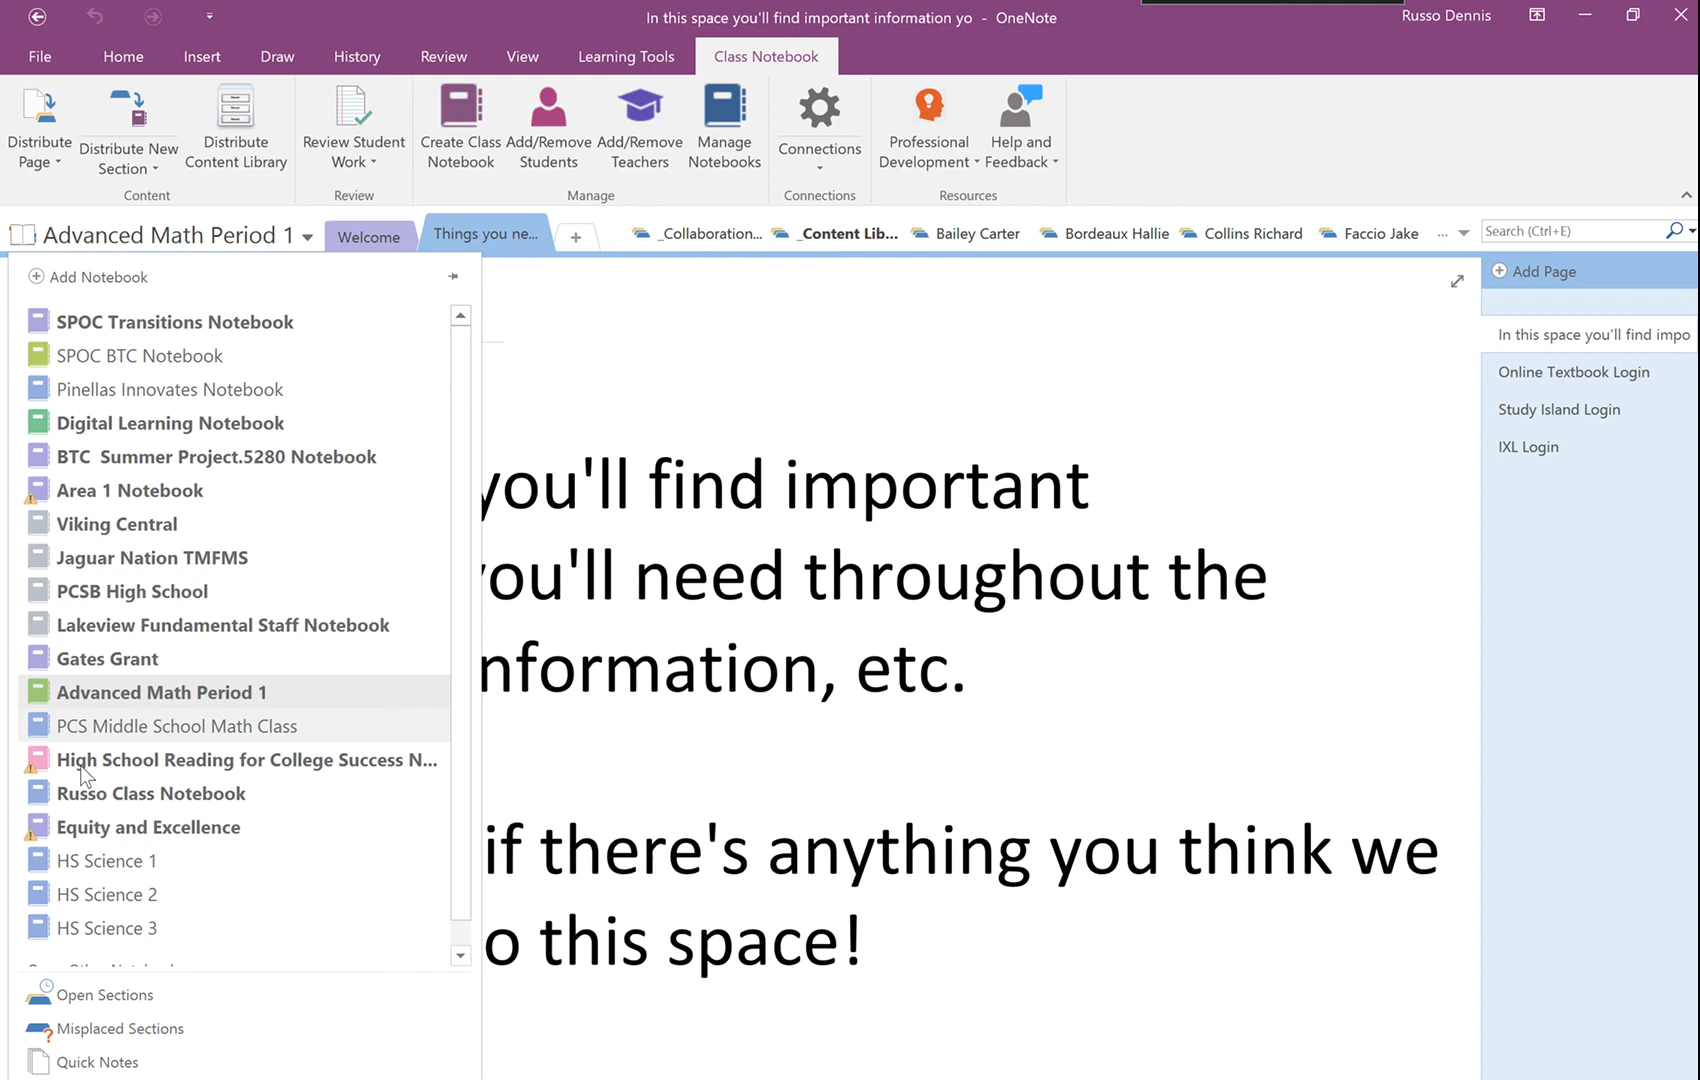 In this space you'll find important information yo - OneNote
Russo Dennis
File
Home
Insert
Draw
History
Review
View
Learning Tools
Class Notebook
Distribute Page
Distribute New Section
Distribute Content Library
Review Student Work
Create Class Notebook
Add/Remove Students
Add/Remove Teachers
Manage Notebooks
Connections
Professional Development
Help and Feedback
Content
Review
Manage
Connections
Resources
Advanced Math Period 1
Welcome
Things you ne...
_Collaboration...
_Content Lib...
Bailey Carter
Bordeaux Hallie
Collins Richard
Faccio Jake
...
Search (Ctrl+E)
Add Notebook
SPOC Transitions Notebook
SPOC BTC Notebook
Pinellas Innovates Notebook
Digital Learning Notebook
BTC Summer Project.5280 Notebook
Area 1 Notebook
Viking Central
Jaguar Nation TMFMS
PCSB High School
Lakeview Fundamental Staff Notebook
Gates Grant
Advanced Math Period 1
PCS Middle School Math Class
High School Reading for College Success N...
Russo Class Notebook
Equity and Excellence
HS Science 1
HS Science 2
HS Science 3
Open Sections
Misplaced Sections
Quick Notes
you'll find important
you'll need throughout the
nformation, etc.
if there's anything you think we
o this space!
Add Page
In this space you'll find impo
Online Textbook Login
Study Island Login
IXL Login